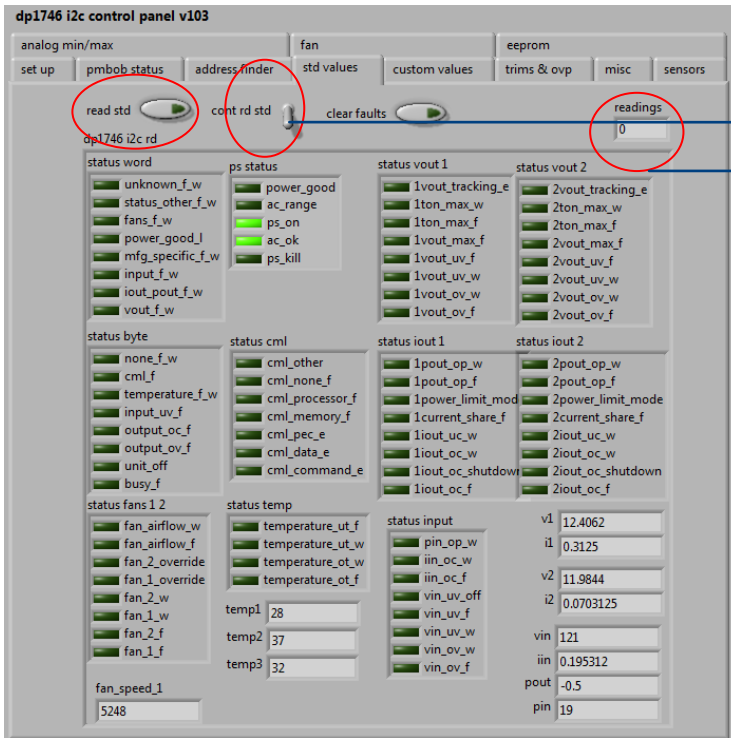 dp1746 i2c control panel v103
analog min/max
fan
eeprom
set up
pmbob status
address finder
std values
custom values
trims & ovp
misc
sensors
read std
cont rd std
clear faults
readings
0
dp1746 i2c rd
status word
unknown_f_w
status_other_f_w
fans_f_w
power_good_l
mfg_specific_f_w
input_f_w
iout_pout_f_w
vout_f_w
ps status
power_good
ac_range
ps_on
ac_ok
ps_kill
status vout 1
1vout_tracking_e
1ton_max_w
1ton_max_f
1vout_max_f
1vout_uv_f
1vout_uv_w
1vout_ov_w
1vout_ov_f
status vout 2
2vout_tracking_e
2ton_max_w
2ton_max_f
2vout_max_f
2vout_uv_f
2vout_uv_w
2vout_ov_w
2vout_ov_f
status byte
none_f_w
cml_f
temperature_f_w
input_uv_f
output_oc_f
output_ov_f
unit_off
busy_f
status cml
cml_other
cml_none_f
cml_processor_f
cml_memory_f
cml_pec_e
cml_data_e
cml_command_e
status iout 1
1pout_op_w
1pout_op_f
1power_limit_mod
1current_share_f
1iout_uc_w
1iout_oc_w
1iout_oc_shutdown
1iout_oc_f
status iout 2
2pout_op_w
2pout_op_f
2power_limit_mode
2current_share_f
2iout_uc_w
2iout_oc_w
2iout_oc_shutdown
2iout_oc_f
status fans 1 2
fan_airflow_w
fan_airflow_f
fan_2_override
fan_1_override
fan_2_w
fan_1_w
fan_2_f
fan_1_f
status temp
temperature_ut_f
temperature_ut_w
temperature_ot_w
temperature_ot_f
temp1 28
temp2 37
temp3 32
status input
pin_op_w
iin_oc_w
iin_oc_f
vin_uv_off
vin_uv_f
vin_uv_w
vin_ov_w
vin_ov_f
v1 12.4062
i1 0.3125
v2 11.9844
i2 0.0703125
vin 121
iin 0.195312
pout -0.5
pin 19
fan_speed_1
5248